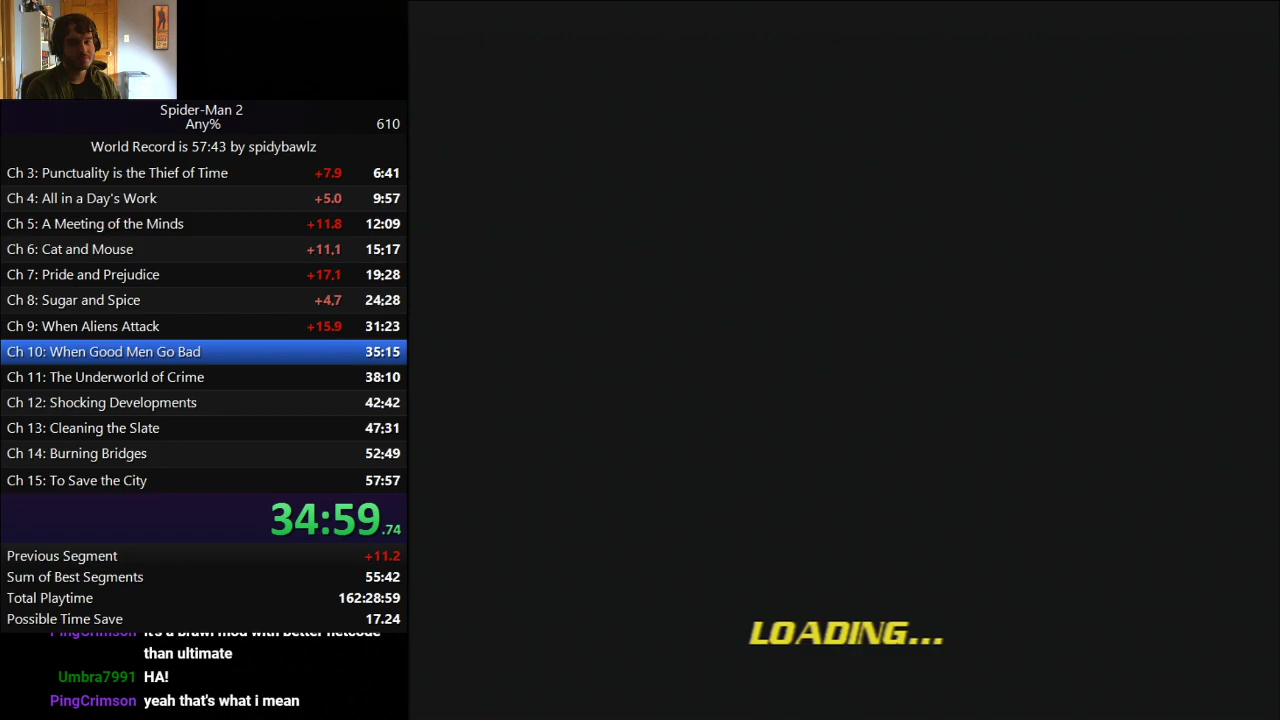 Spider-Man 2
Any%
610
World Record is 57:43 by spidybawlz
Ch 3: Punctuality is the Thief of Time +7.9 6:41
Ch 4: All in a Day's Work +5.0 9:57
Ch 5: A Meeting of the Minds +11.8 12:09
Ch 6: Cat and Mouse +11.1 15:17
Ch 7: Pride and Prejudice +17.1 19:28
Ch 8: Sugar and Spice +4.7 24:28
Ch 9: When Aliens Attack +15.9 31:23
Ch 10: When Good Men Go Bad 35:15
Ch 11: The Underworld of Crime 38:10
Ch 12: Shocking Developments 42:42
Ch 13: Cleaning the Slate 47:31
Ch 14: Burning Bridges 52:49
Ch 15: To Save the City 57:57
34:59.74
Previous Segment +11.2
Sum of Best Segments 55:42
Total Playtime 162:28:59
Possible Time Save 17.24
PingCrimson it's a brawl mod with better netcode
than ultimate
Umbra7991 HA!
PingCrimson yeah that's what i mean
LOADING...